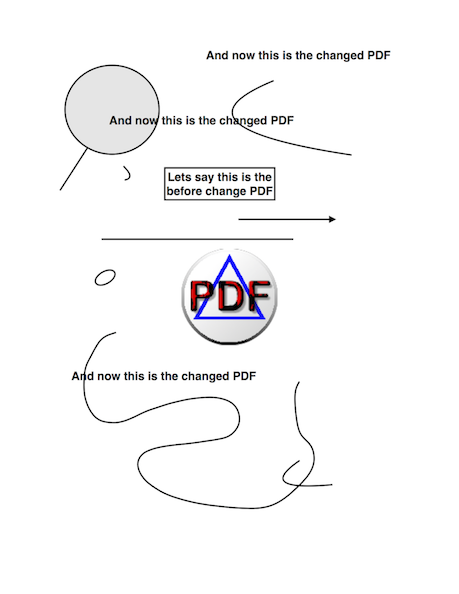 And now this is the changed PDF
And now this is the changed PDF
Lets say this is the
before change PDF
PDF
And now this is the changed PDF